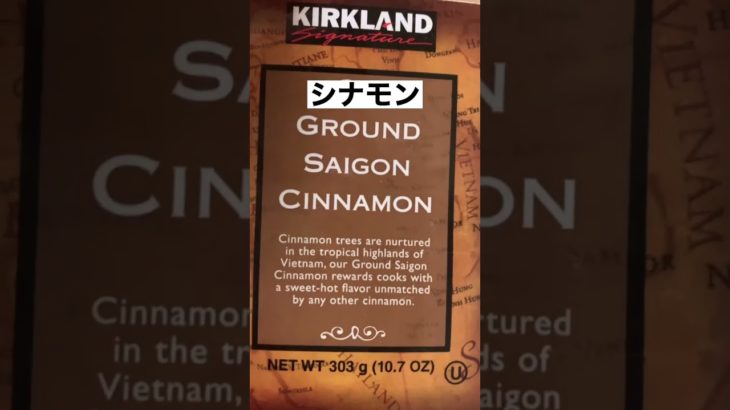 KIRKLAND
Signature
シナモン
GROUND
SAIGON
CINNAMON
Cinnamon trees are nurtured
in the tropical highlands of
Vietnam, our Ground Saigon
Cinnamon rewards cooks with
a sweet-hot flavor unmatched
by any other cinnamon.
NET WT 303 g (10.7 OZ)
U
VIETNAM